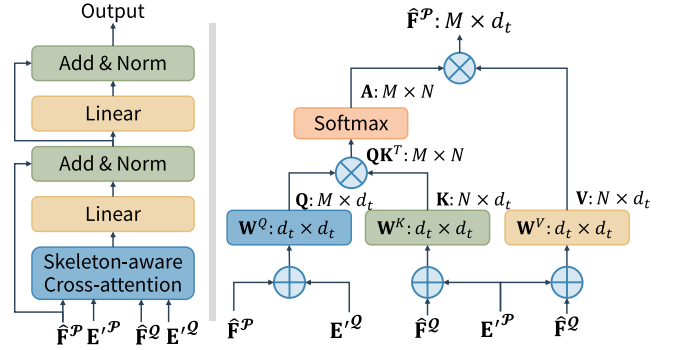 Output
Add & Norm
Linear
Add & Norm
Linear
Skeleton-aware
Cross-attention
F̂^𝒫 E′^𝒫 F̂^𝒬 E′^𝒬
F̂^𝒫: M × d_t
A: M × N
Softmax
QK^T: M × N
Q: M × d_t
K: N × d_t
V: N × d_t
W^Q: d_t × d_t
W^K: d_t × d_t
W^V: d_t × d_t
F̂^𝒫 E′^𝒬 F̂^𝒬 E′^𝒫 F̂^𝒬